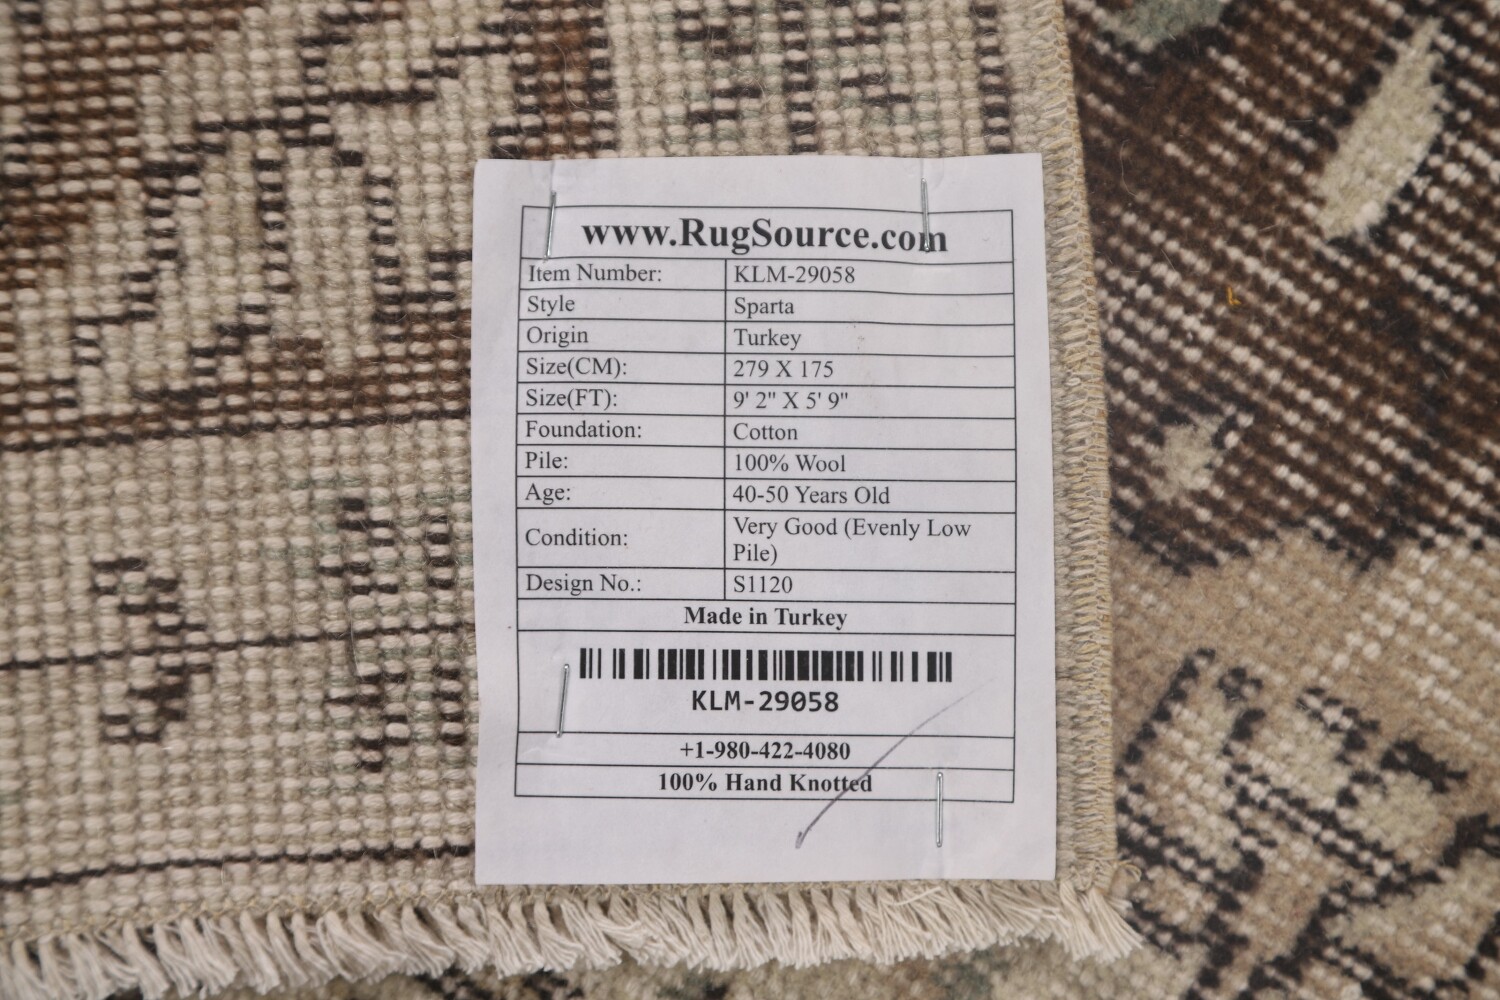 www.RugSource.com
Item Number: KLM-29058
Style Sparta
Origin Turkey
Size(CM): 279 X 175
Size(FT): 9' 2" X 5' 9"
Foundation: Cotton
Pile: 100% Wool
Age: 40-50 Years Old
Condition: Very Good (Evenly Low
Pile)
Design No.: S1120
Made in Turkey
KLM-29058
+1-980-422-4080
100% Hand Knotted